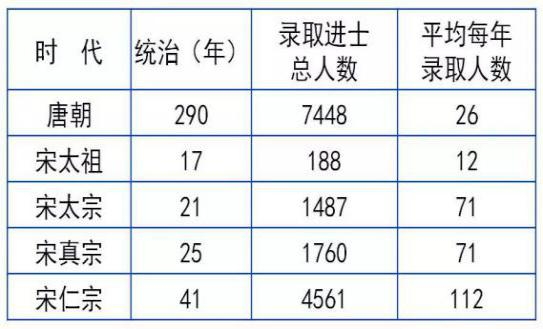 时 代 统治（年） 录取进士总人数 平均每年录取人数
唐朝 290 7448 26
宋太祖 17 188 12
宋太宗 21 1487 71
宋真宗 25 1760 71
宋仁宗 41 4561 112